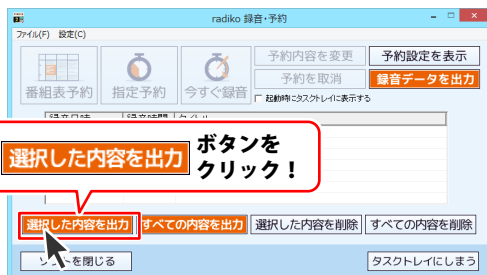 radiko 録音・予約
ファイル(F) 設定(C)
番組表予約 指定予約 今すぐ録音
予約内容を変更 予約設定を表示
予約を取消 録音データを出力
起動時にタスクトレイに表示する
録音日時 録音時間 タイトル
選択した内容を出力
ボタンを
クリック！
選択した内容を出力 すべての内容を出力 選択した内容を削除 すべての内容を削除
ソフトを閉じる タスクトレイにしまう